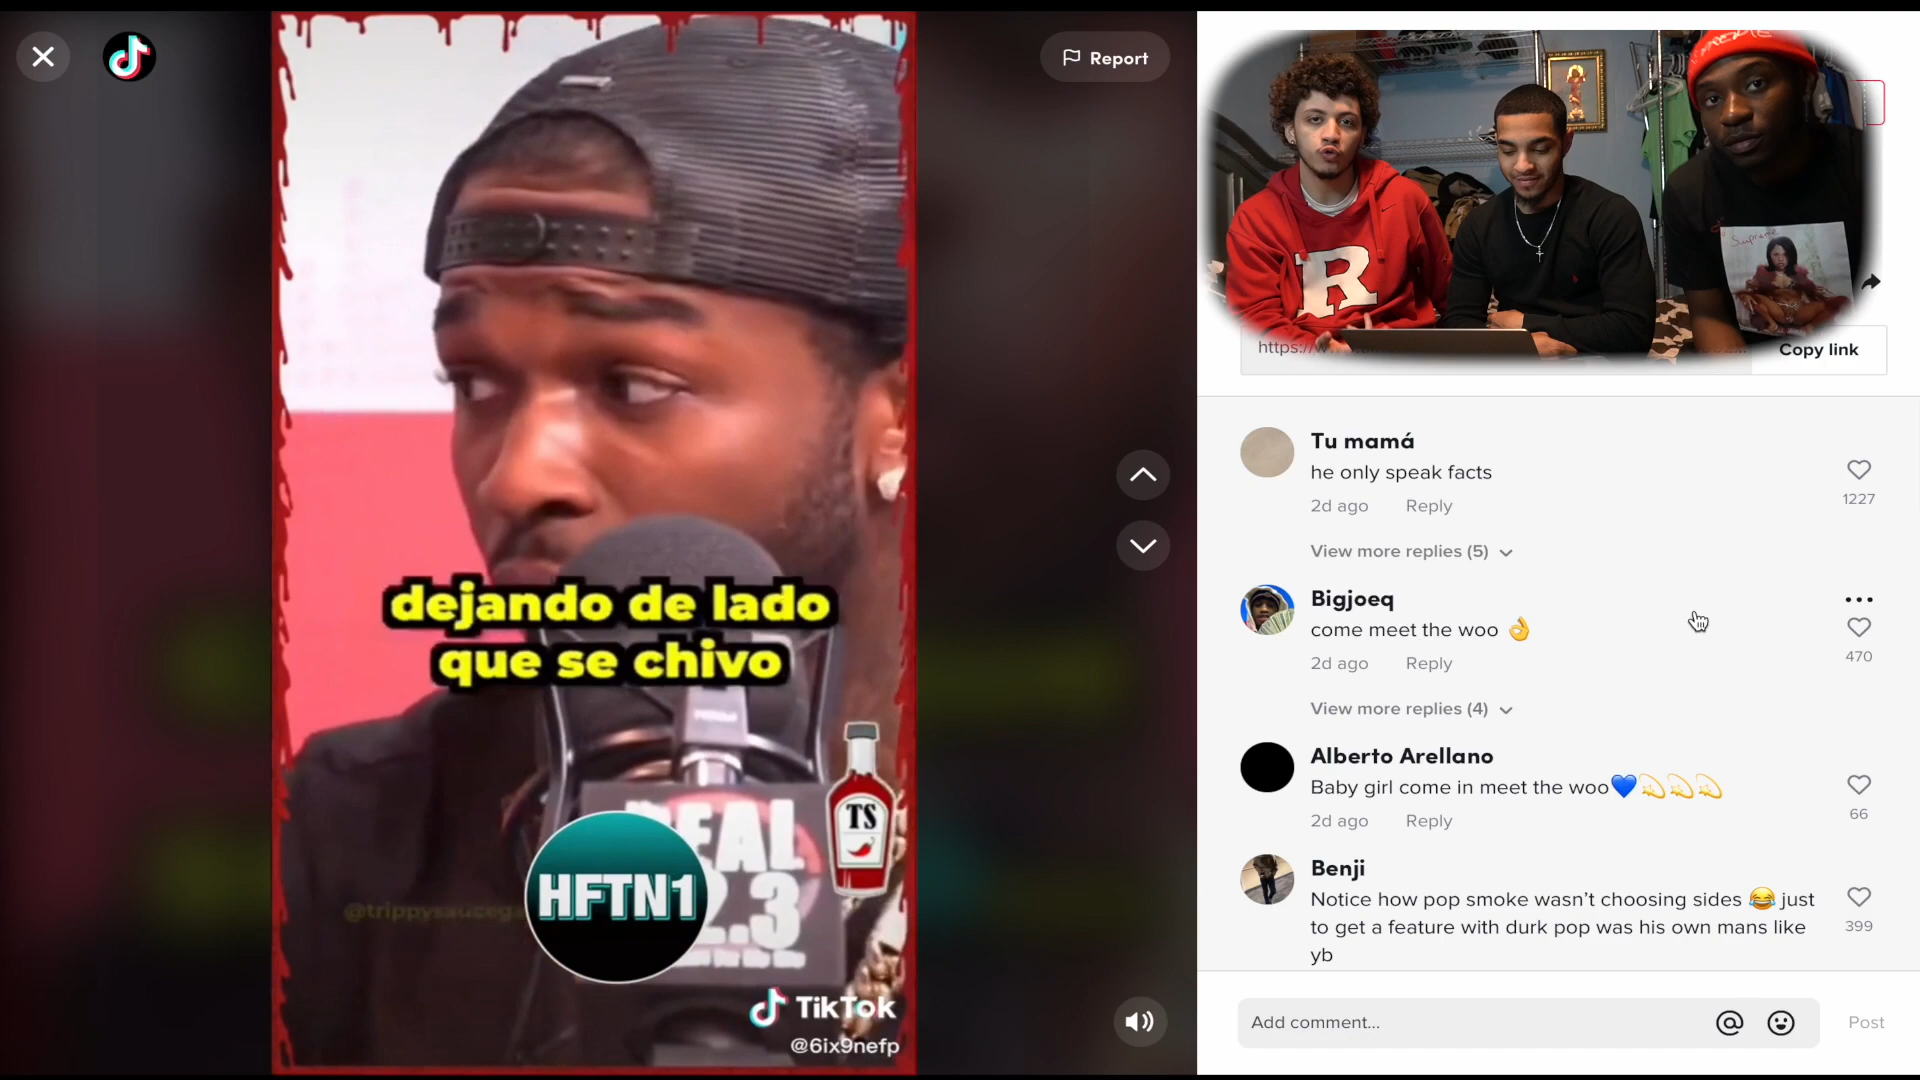 Report
dejando de lado
que se chivo
TS
HFTN1
@trippysaucega
TikTok
@6ix9nefp
R
Supreme
Copy link
Tu mamá
he only speak facts
1227
2d ago Reply
View more replies (5)
Bigjoeq
come meet the woo 👌
470
2d ago Reply
View more replies (4)
Alberto Arellano
Baby girl come in meet the woo💙💫💫💫
66
2d ago Reply
Benji
Notice how pop smoke wasn't choosing sides 😂 just
to get a feature with durk pop was his own mans like
yb
399
Add comment...
Post